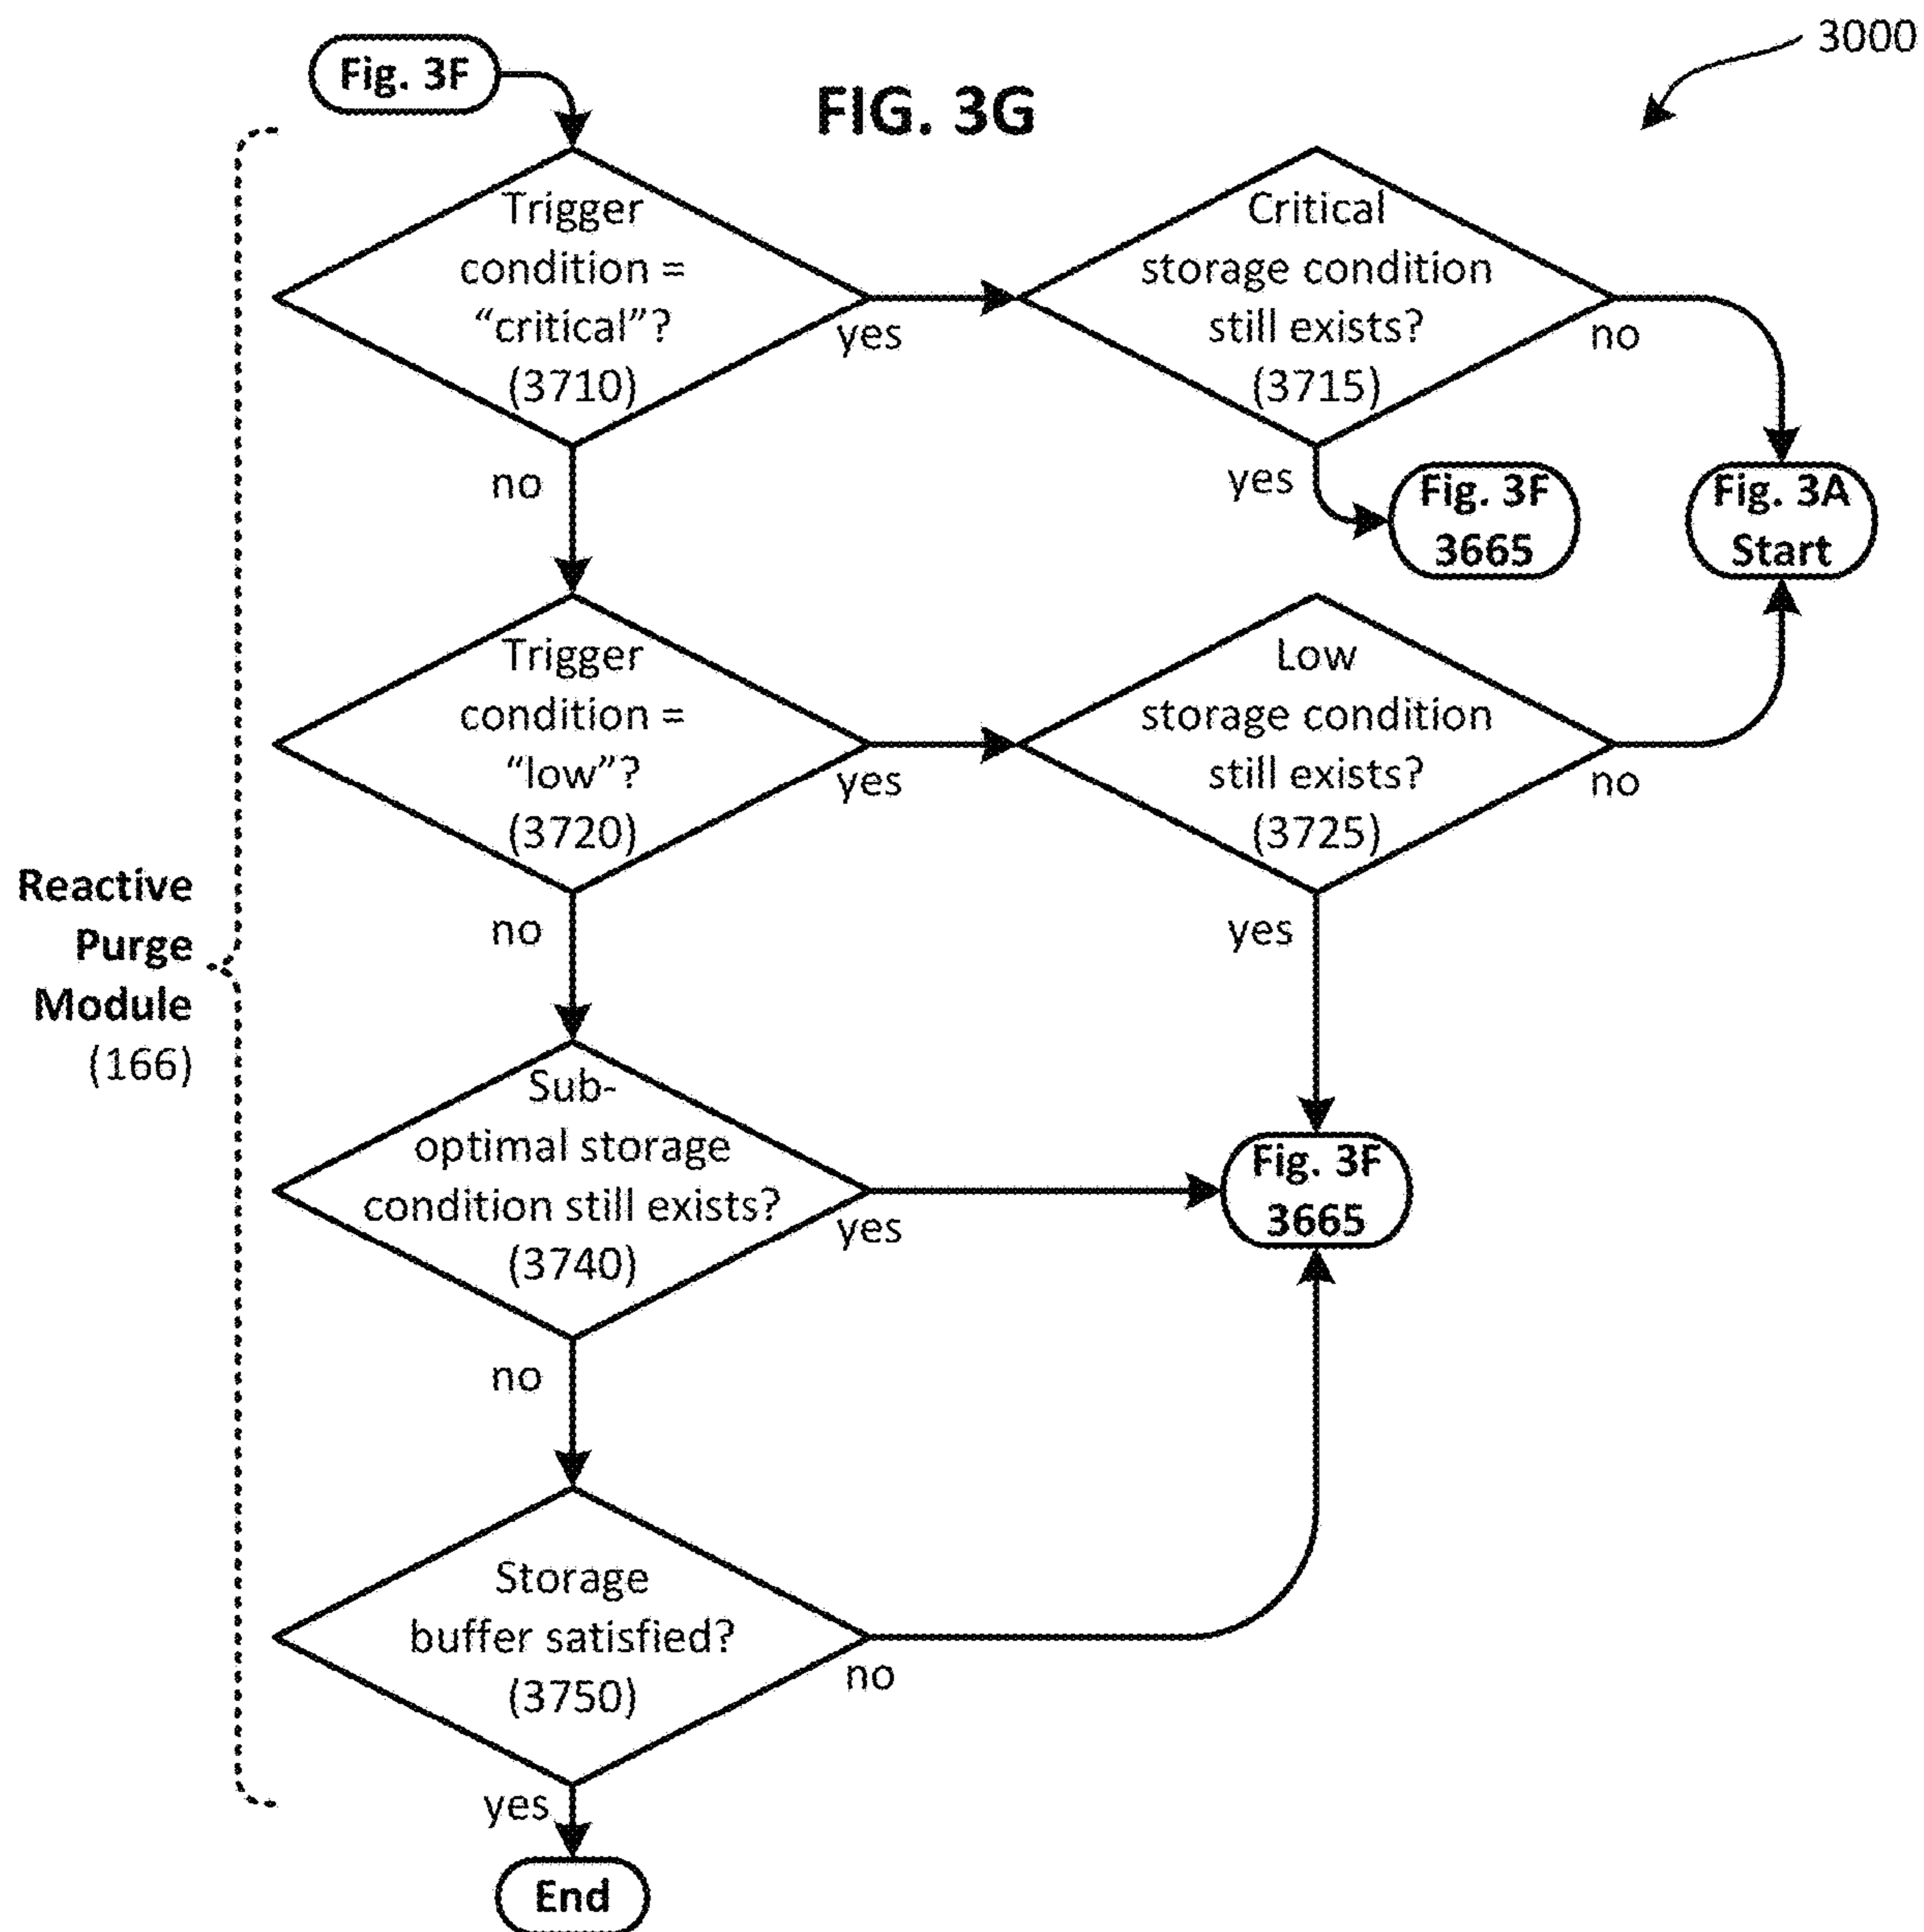 3000
Fig. 3F
FIG. 3G
Trigger
condition =
“critical”?
(3710)
yes
no
Critical
storage condition
still exists?
(3715)
no
yes
Fig. 3F
3665
Fig. 3A
Start
Trigger
condition =
“low”?
(3720)
yes
no
Low
storage condition
still exists?
(3725)
no
yes
Reactive
Purge
Module
(166)
Sub-
optimal storage
condition still exists?
(3740)
yes
no
Fig. 3F
3665
Storage
buffer satisfied?
(3750)
no
yes
End